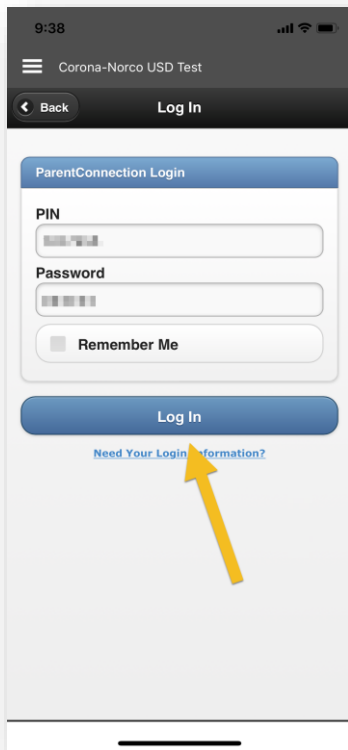 9:38
Corona-Norco USD Test
Back
Log In
ParentConnection Login
PIN
Password
Remember Me
Log In
Need Your Login Information?